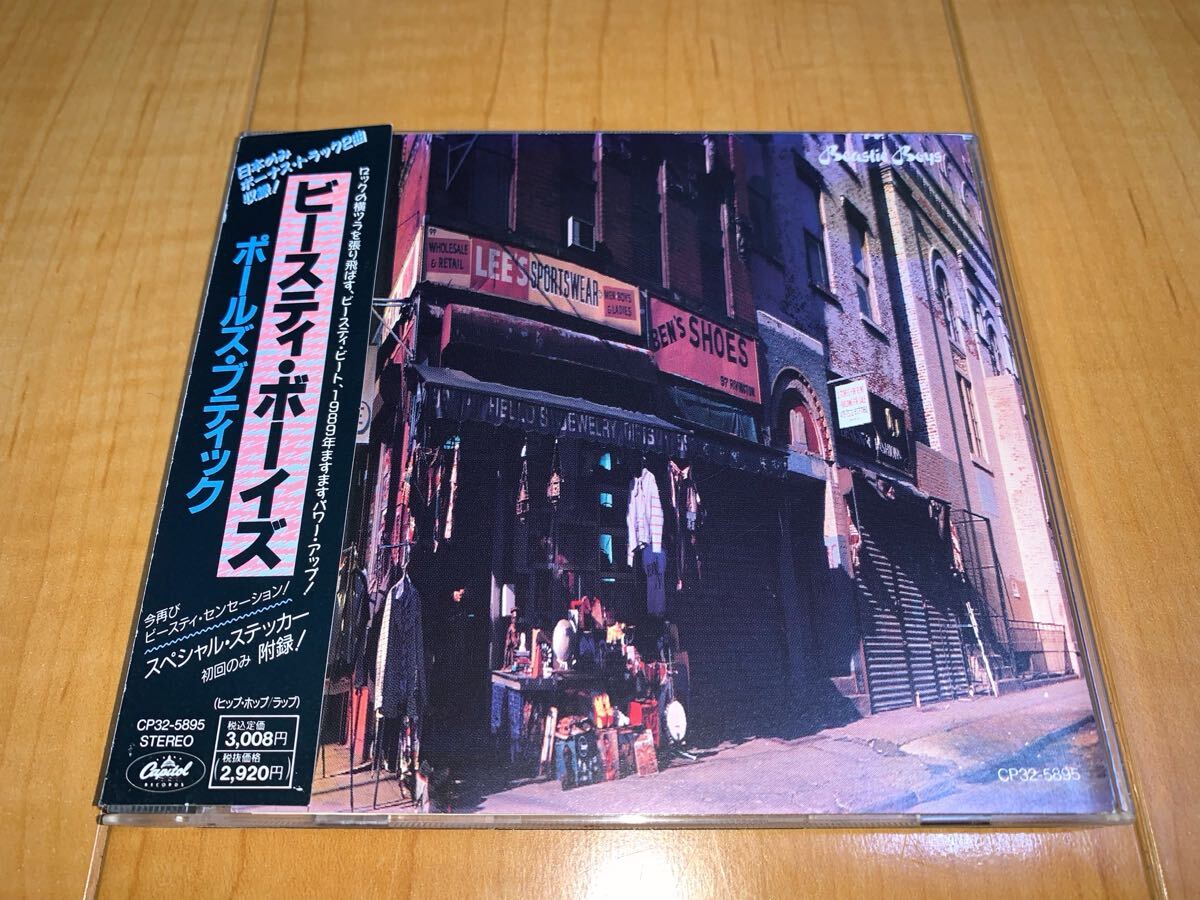 日本のみ
ボーナス・トラック2曲
収録!
ロックの横ツラを張り飛ばす、ビースティ・ビート、1989年ますますパワー・アップ!
ビースティ・ボーイズ
ポールズ・ブティック
今再び
ビースティ・センセーション!
スペシャル・ステッカー
初回のみ 附録!
(ヒップ・ホップ/ラップ)
CP32-5895
STEREO
税込定価
3,008円
税抜価格
2,920円
Capitol
RECORDS
Beastie Boys
99
WHOLESALE
& RETAIL
LEE'S
SPORTSWEAR
MEN BOYS
& LADIES
BEN'S SHOES
97 RIVINGTON
JEWELRY GIFTS
CP32-5895